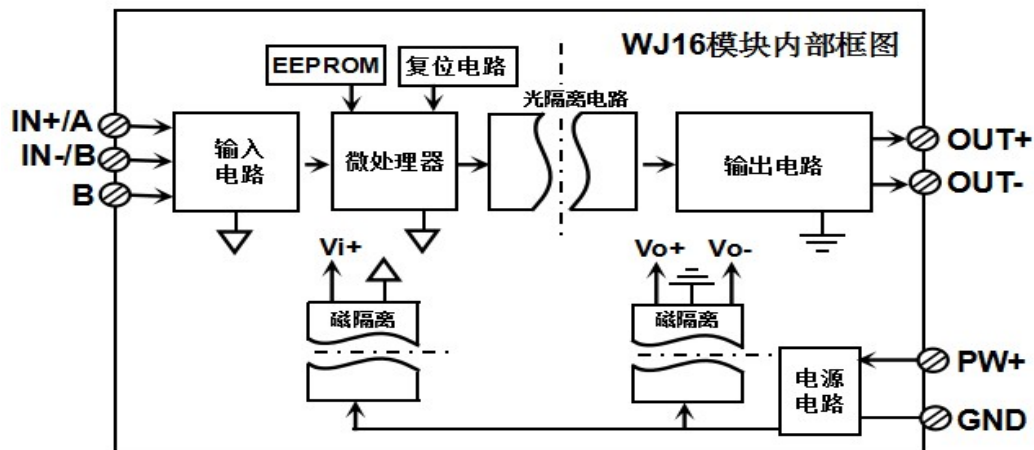 WJ16模块内部框图
EEPROM
复位电路
光隔离电路
IN+/A
IN-/B
B
输入
电路
微处理器
输出电路
OUT+
OUT-
Vi+
Vo+
Vo-
磁隔离
磁隔离
电源
电路
PW+
GND